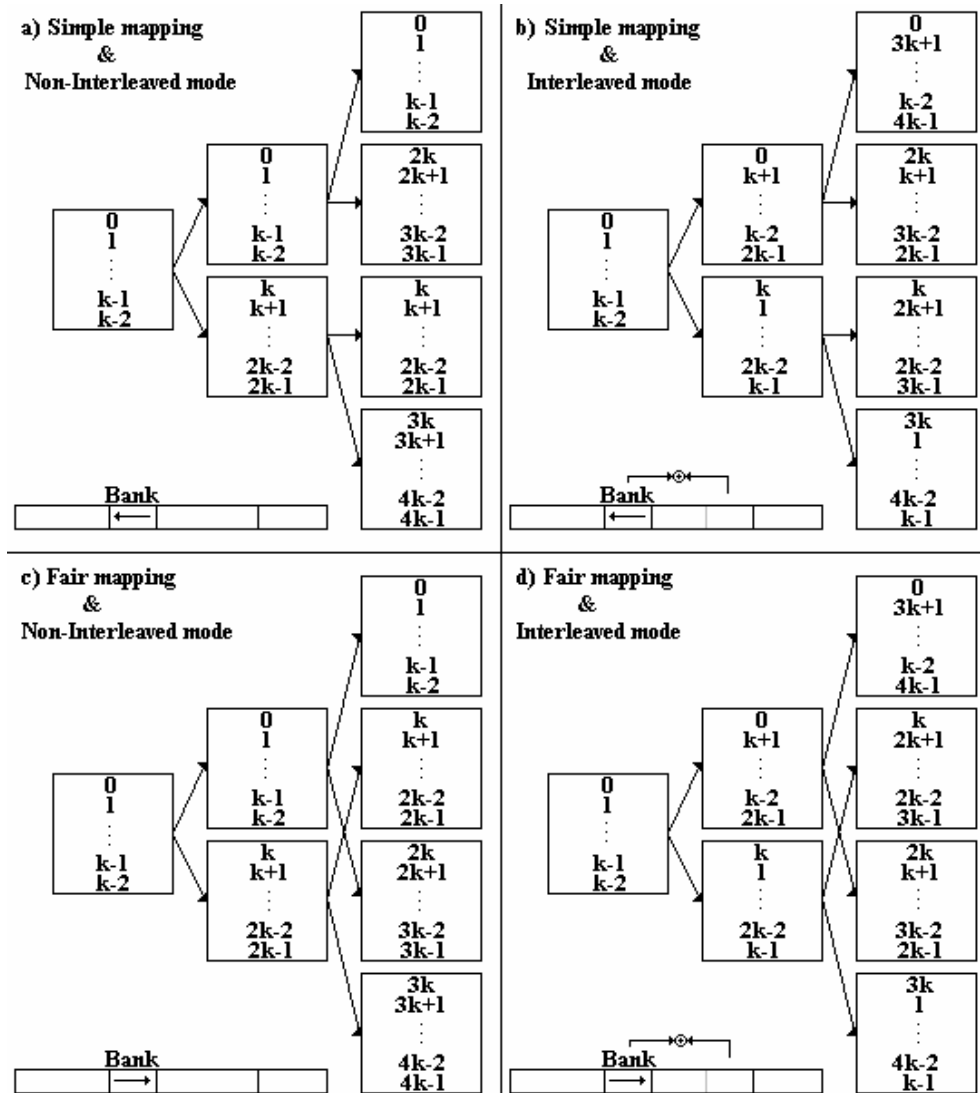 a) Simple mapping
&
Non-Interleaved mode
0
1
⋮
k-1
k-2
0
1
⋮
k-1
k-2
k
k+1
⋮
2k-2
2k-1
0
1
⋮
k-1
k-2
2k
2k+1
⋮
3k-2
3k-1
k
k+1
⋮
2k-2
2k-1
3k
3k+1
⋮
4k-2
4k-1
Bank
b) Simple mapping
&
Interleaved mode
0
1
⋮
k-1
k-2
0
k+1
⋮
k-2
2k-1
k
1
⋮
2k-2
k-1
0
3k+1
⋮
k-2
4k-1
2k
k+1
⋮
3k-2
2k-1
k
2k+1
⋮
2k-2
3k-1
3k
1
⋮
4k-2
k-1
Bank
c) Fair mapping
&
Non-Interleaved mode
0
1
⋮
k-1
k-2
0
1
⋮
k-1
k-2
k
k+1
⋮
2k-2
2k-1
0
1
⋮
k-1
k-2
k
k+1
⋮
2k-2
2k-1
2k
2k+1
⋮
3k-2
3k-1
3k
3k+1
⋮
4k-2
4k-1
Bank
d) Fair mapping
&
Interleaved mode
0
1
⋮
k-1
k-2
0
k+1
⋮
k-2
2k-1
k
1
⋮
2k-2
k-1
0
3k+1
⋮
k-2
4k-1
k
2k+1
⋮
2k-2
3k-1
2k
k+1
⋮
3k-2
2k-1
3k
1
⋮
4k-2
k-1
Bank